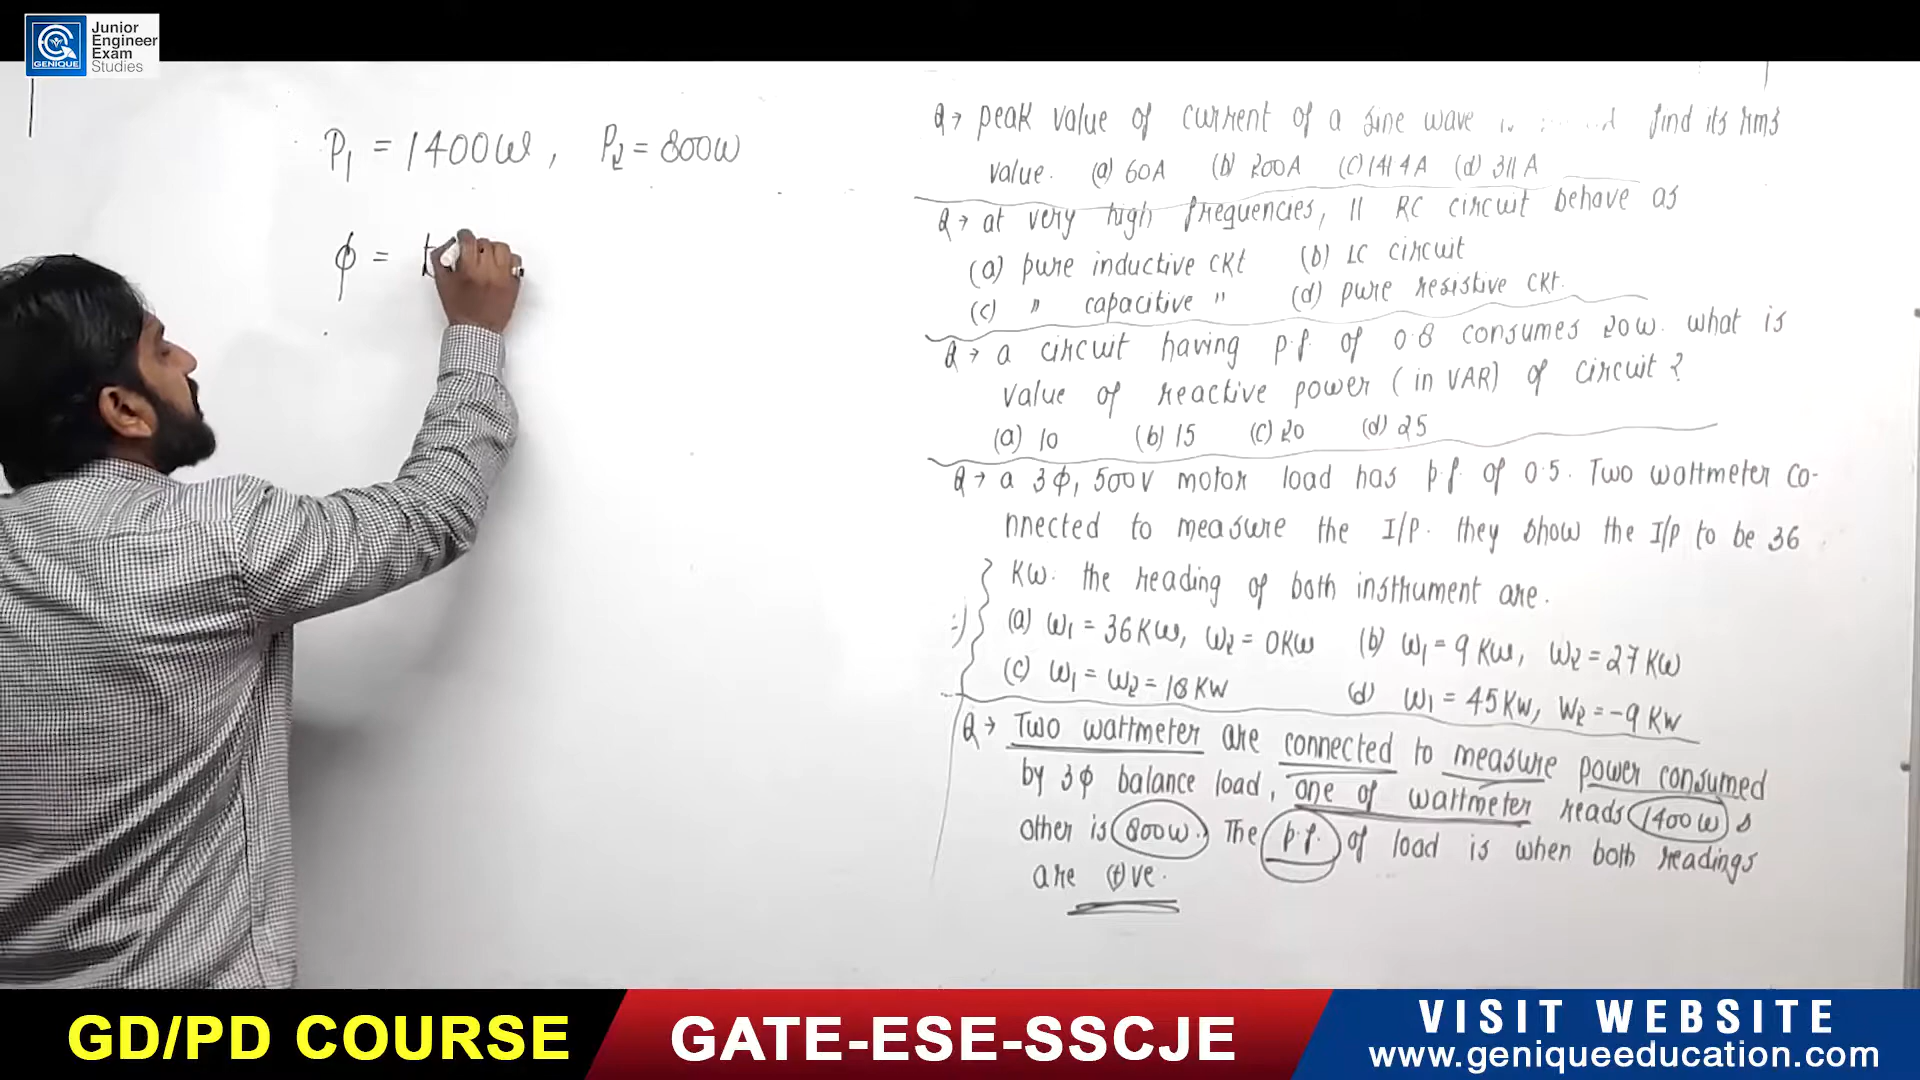 Junior
Engineer
Exam
Studies
GENIQUE
P1 = 1400W, P2 = 800W
ϕ = t
Q→ peak value of current of a sine wave find its rms
value. (a) 60A (b) 200A (c) 141.4A (d) 311 A
Q→ at very high frequencies, || RC circuit behave as
(a) pure inductive ckt (b) LC circuit
(c) " capacitive " (d) pure resistive ckt.
Q→ a circuit having p.f. of 0.8 consumes 20W. what is
value of reactive power (in VAR) of circuit?
(a) 10 (b) 15 (c) 20 (d) 25
Q→ a 3ϕ, 500V motor load has p.f. of 0.5. Two wattmeter co-
nnected to measure the I/P. they show the I/P to be 36
KW. the reading of both instrument are.
(a) W1 = 36KW, W2 = 0KW (b) W1 = 9 KW, W2 = 27 KW
(c) W1 = W2 = 18 KW (d) W1 = 45KW, W2 = -9 KW
Q→ Two wattmeter are connected to measure power consumed
by 3ϕ balance load, one of wattmeter reads 1400W &
other is 800W. The p.f. of load is when both readings
are (+)ve.
GD/PD COURSE
GATE-ESE-SSCJE
VISIT WEBSITE
www.geniqueeducation.com